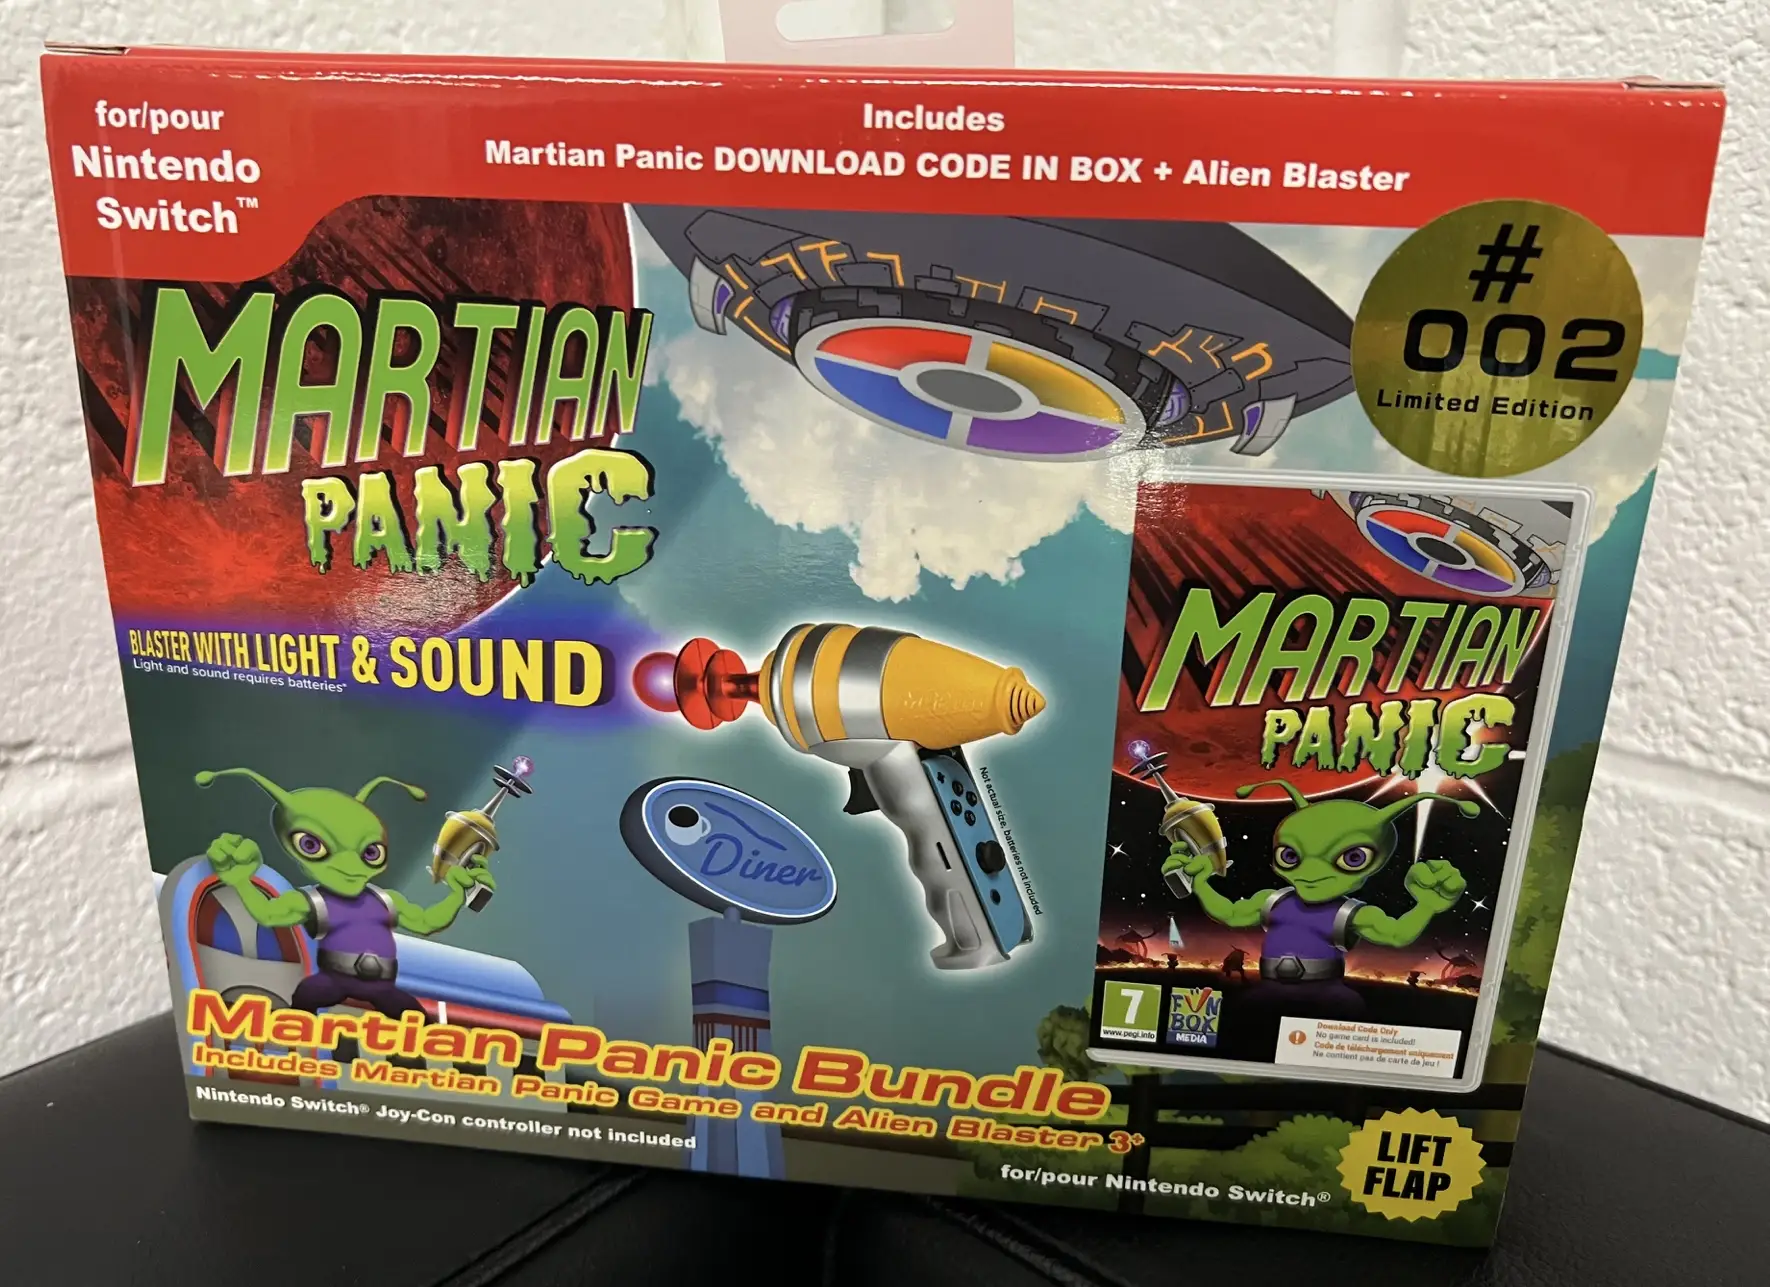 for/pour
Nintendo
Switch™
Includes
Martian Panic DOWNLOAD CODE IN BOX + Alien Blaster
#
002
Limited Edition
MARTIAN
PANIC
BLASTER WITH LIGHT & SOUND
Light and sound requires batteries*
Not actual size, batteries not included
Diner
MARTIAN
PANIC
7
www.pegi.info
FUN
BOX
MEDIA
Download Code Only
No game card is included!
Code de téléchargement uniquement
Ne contient pas de carte de jeu !
Martian Panic Bundle
Includes Martian Panic Game and Alien Blaster 3+
Nintendo Switch® Joy-Con controller not included
for/pour Nintendo Switch®
LIFT
FLAP